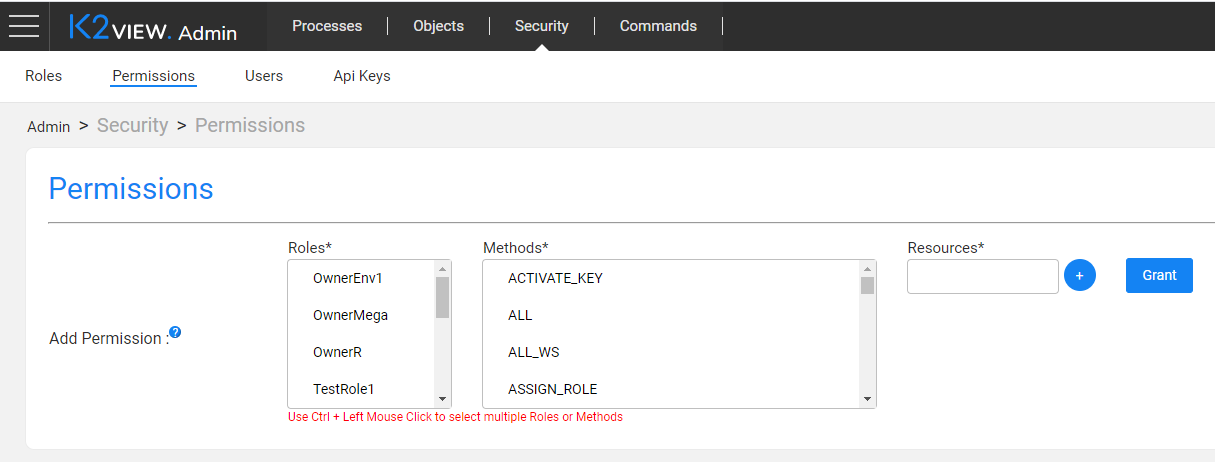 K2VIEW. Admin Processes Objects Security Commands
Roles Permissions Users Api Keys
Admin > Security > Permissions
Permissions
Roles* Methods* Resources*
OwnerEnv1 ACTIVATE_KEY + Grant
OwnerMega ALL
Add Permission :?
OwnerR ALL_WS
TestRole1 ASSIGN_ROLE
Use Ctrl + Left Mouse Click to select multiple Roles or Methods